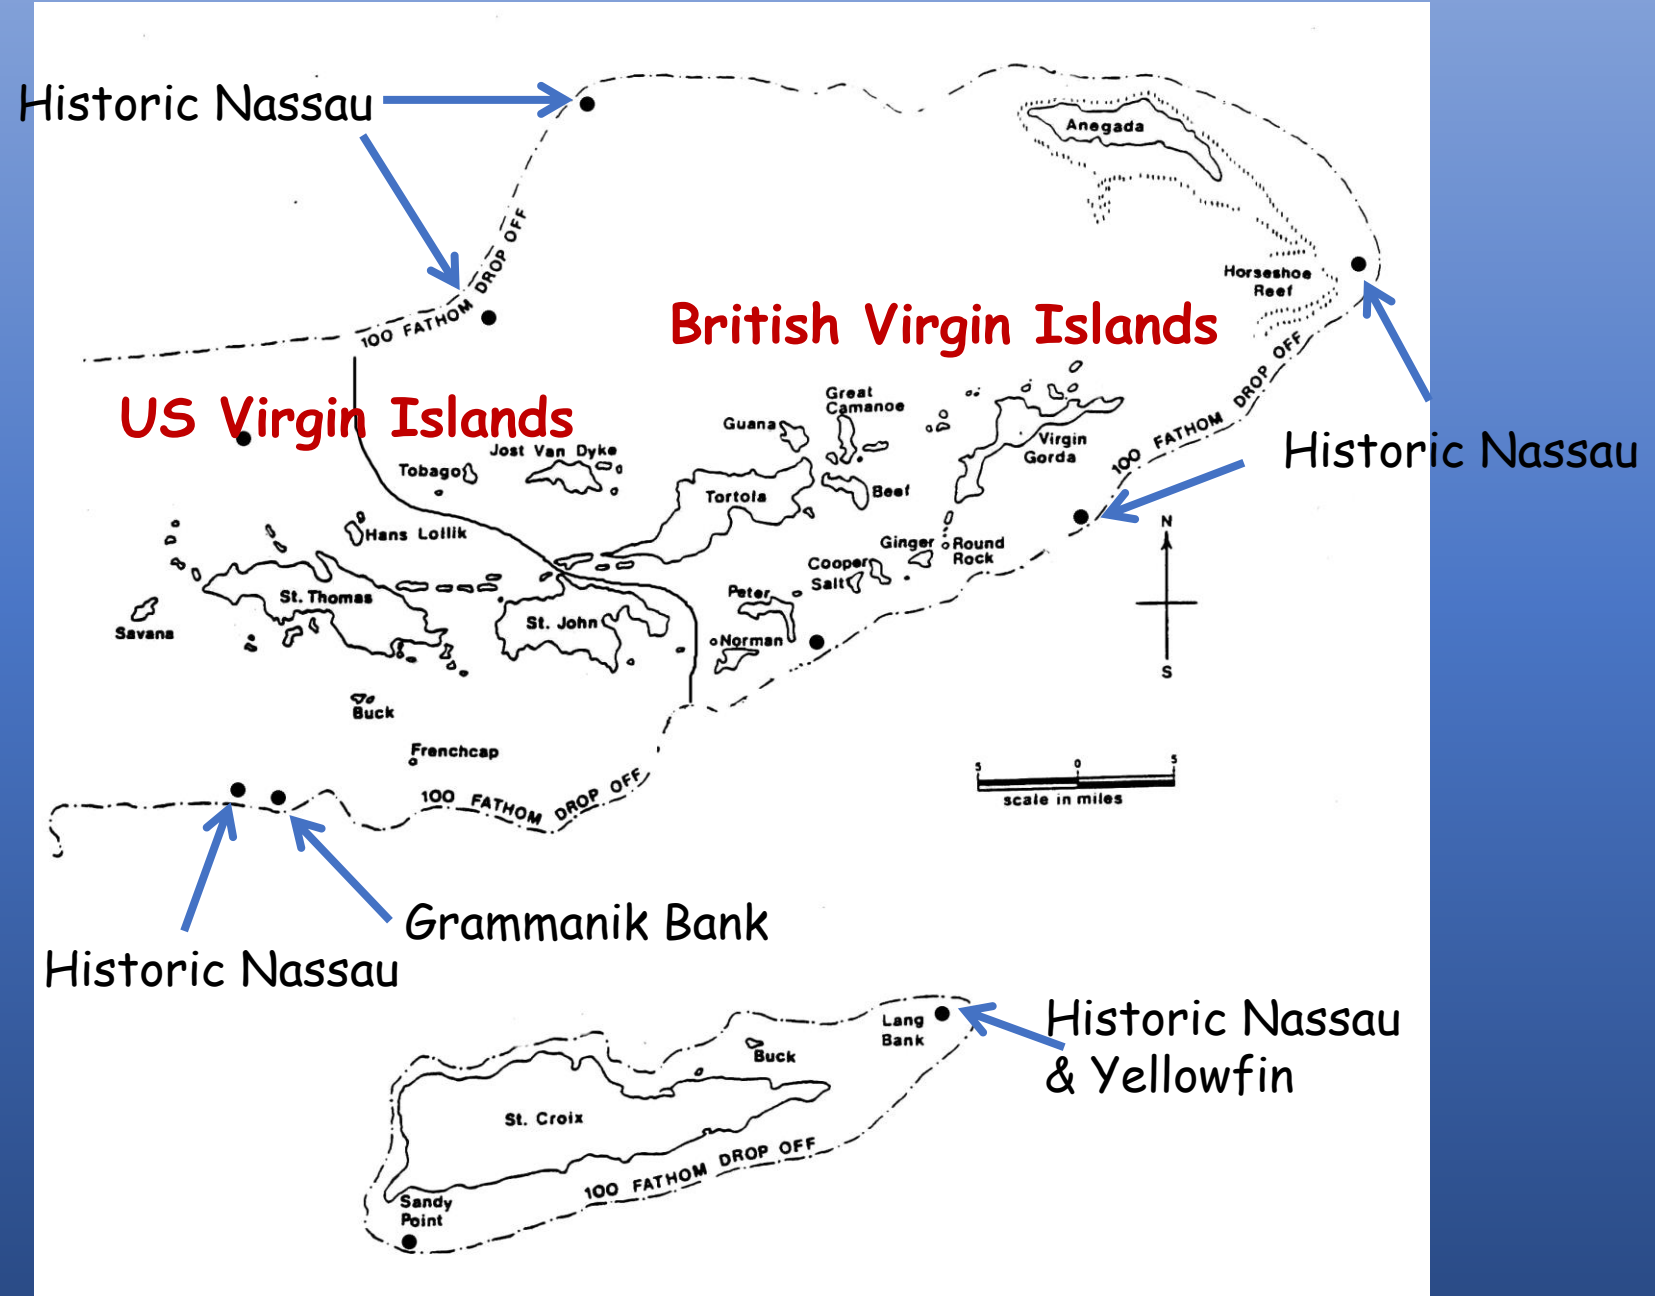 Historic Nassau
Anegada
100 FATHOM DROP OFF
Horseshoe
Reef
British Virgin Islands
US Virgin Islands
100 FATHOM DROP OFF
Great
Camanoe
Guana
Virgin
Gorda
Historic Nassau
Jost Van Dyke
Tobago
Tortola
Beef
Hans Lollik
Ginger
Round
Rock
N
Cooper
Salt
St. Thomas
Peter
St. John
Savana
Norman
S
Buck
Frenchcap
5 0 5
scale in miles
100 FATHOM DROP OFF
Grammanik Bank
Historic Nassau
Lang
Bank
Historic Nassau
& Yellowfin
Buck
St. Croix
100 FATHOM DROP OFF
Sandy
Point